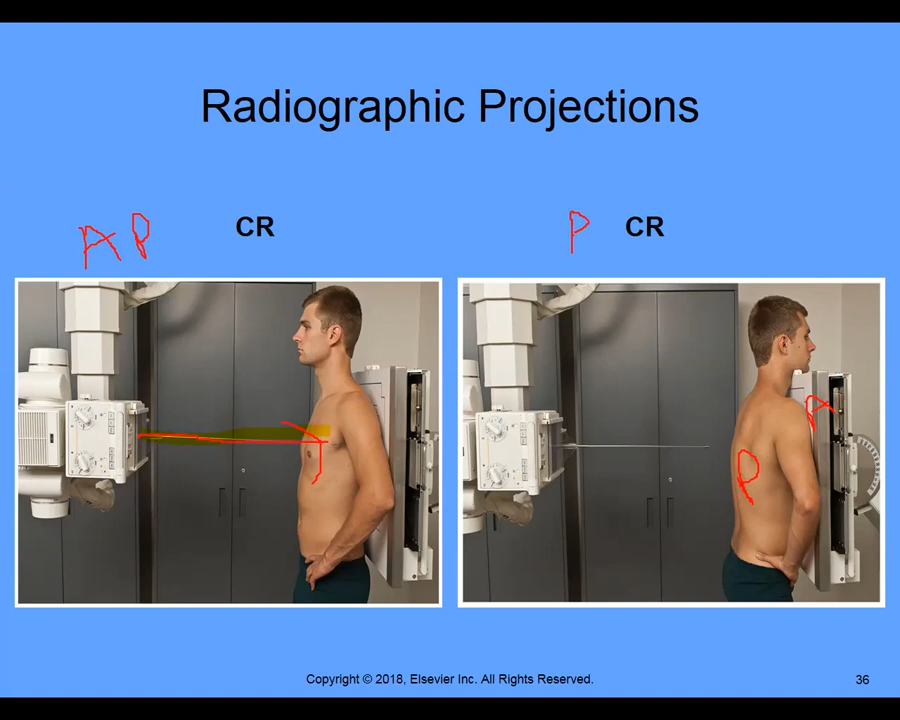 Radiographic Projections
AP CR
P CR
P
A
Copyright © 2018, Elsevier Inc. All Rights Reserved.
36